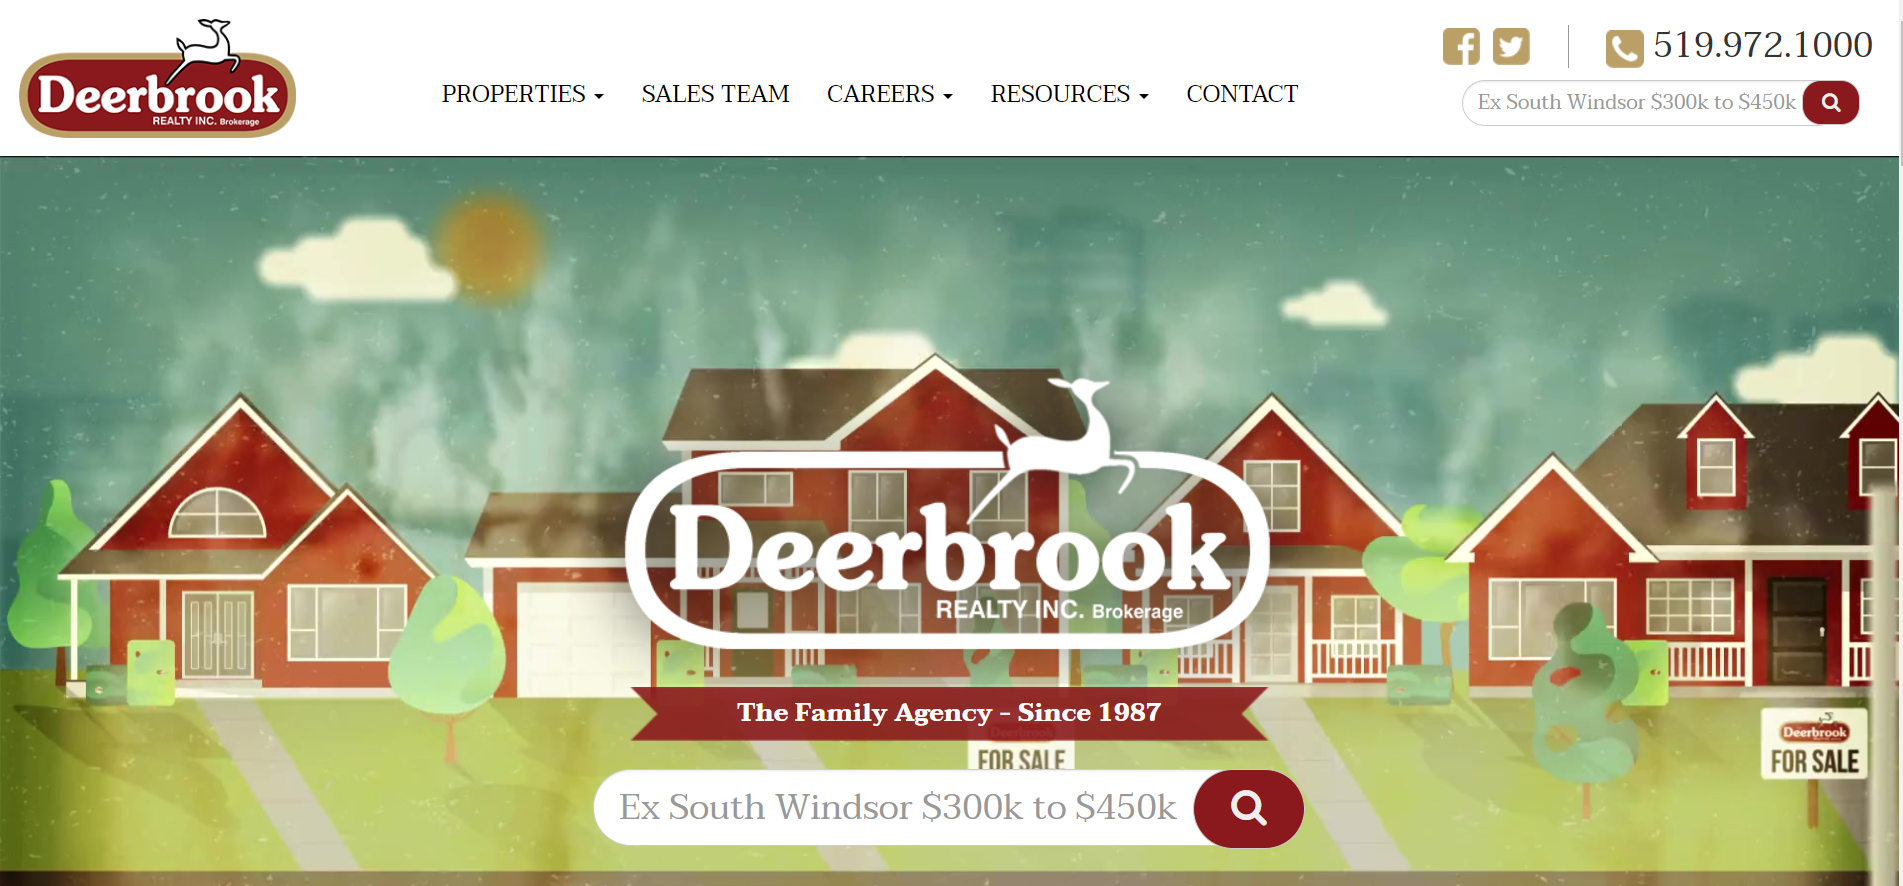 Deerbrook
REALTY INC. Brokerage
PROPERTIES
SALES TEAM
CAREERS
RESOURCES
CONTACT
519.972.1000
Ex South Windsor $300k to $450k
Deerbrook
REALTY INC. Brokerage
The Family Agency - Since 1987
Deerbrook
FOR SALE
Deerbrook
FOR SALE
Ex South Windsor $300k to $450k